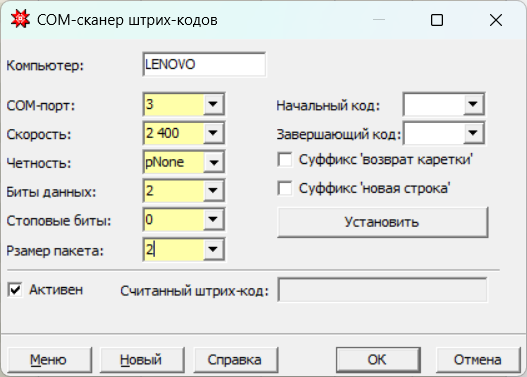 COM-сканер штрих-кодов
Компьютер: LENOVO
COM-порт: 3 Начальный код:
Скорость: 2 400 Завершающий код:
Четность: pNone Суффикс 'возврат каретки'
Биты данных: 2 Суффикс 'новая строка'
Стоповые биты: 0 Установить
Рзамер пакета: 2
Активен Считанный штрих-код:
Меню Новый Справка OK Отмена